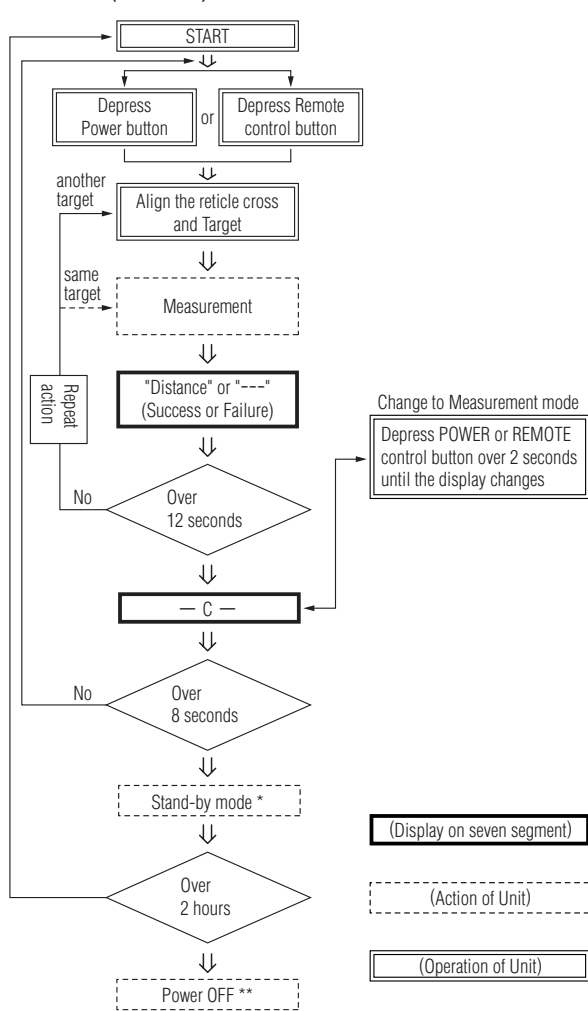 START
Depress
Power button
or
Depress Remote
control button
another
target
Align the reticle cross
and Target
same
target
Measurement
Repeat
action
"Distance" or "---"
(Success or Failure)
Change to Measurement mode
Depress POWER or REMOTE
control button over 2 seconds
until the display changes
No
Over
12 seconds
— C —
No
Over
8 seconds
Stand-by mode *
(Display on seven segment)
Over
2 hours
(Action of Unit)
(Operation of Unit)
Power OFF **